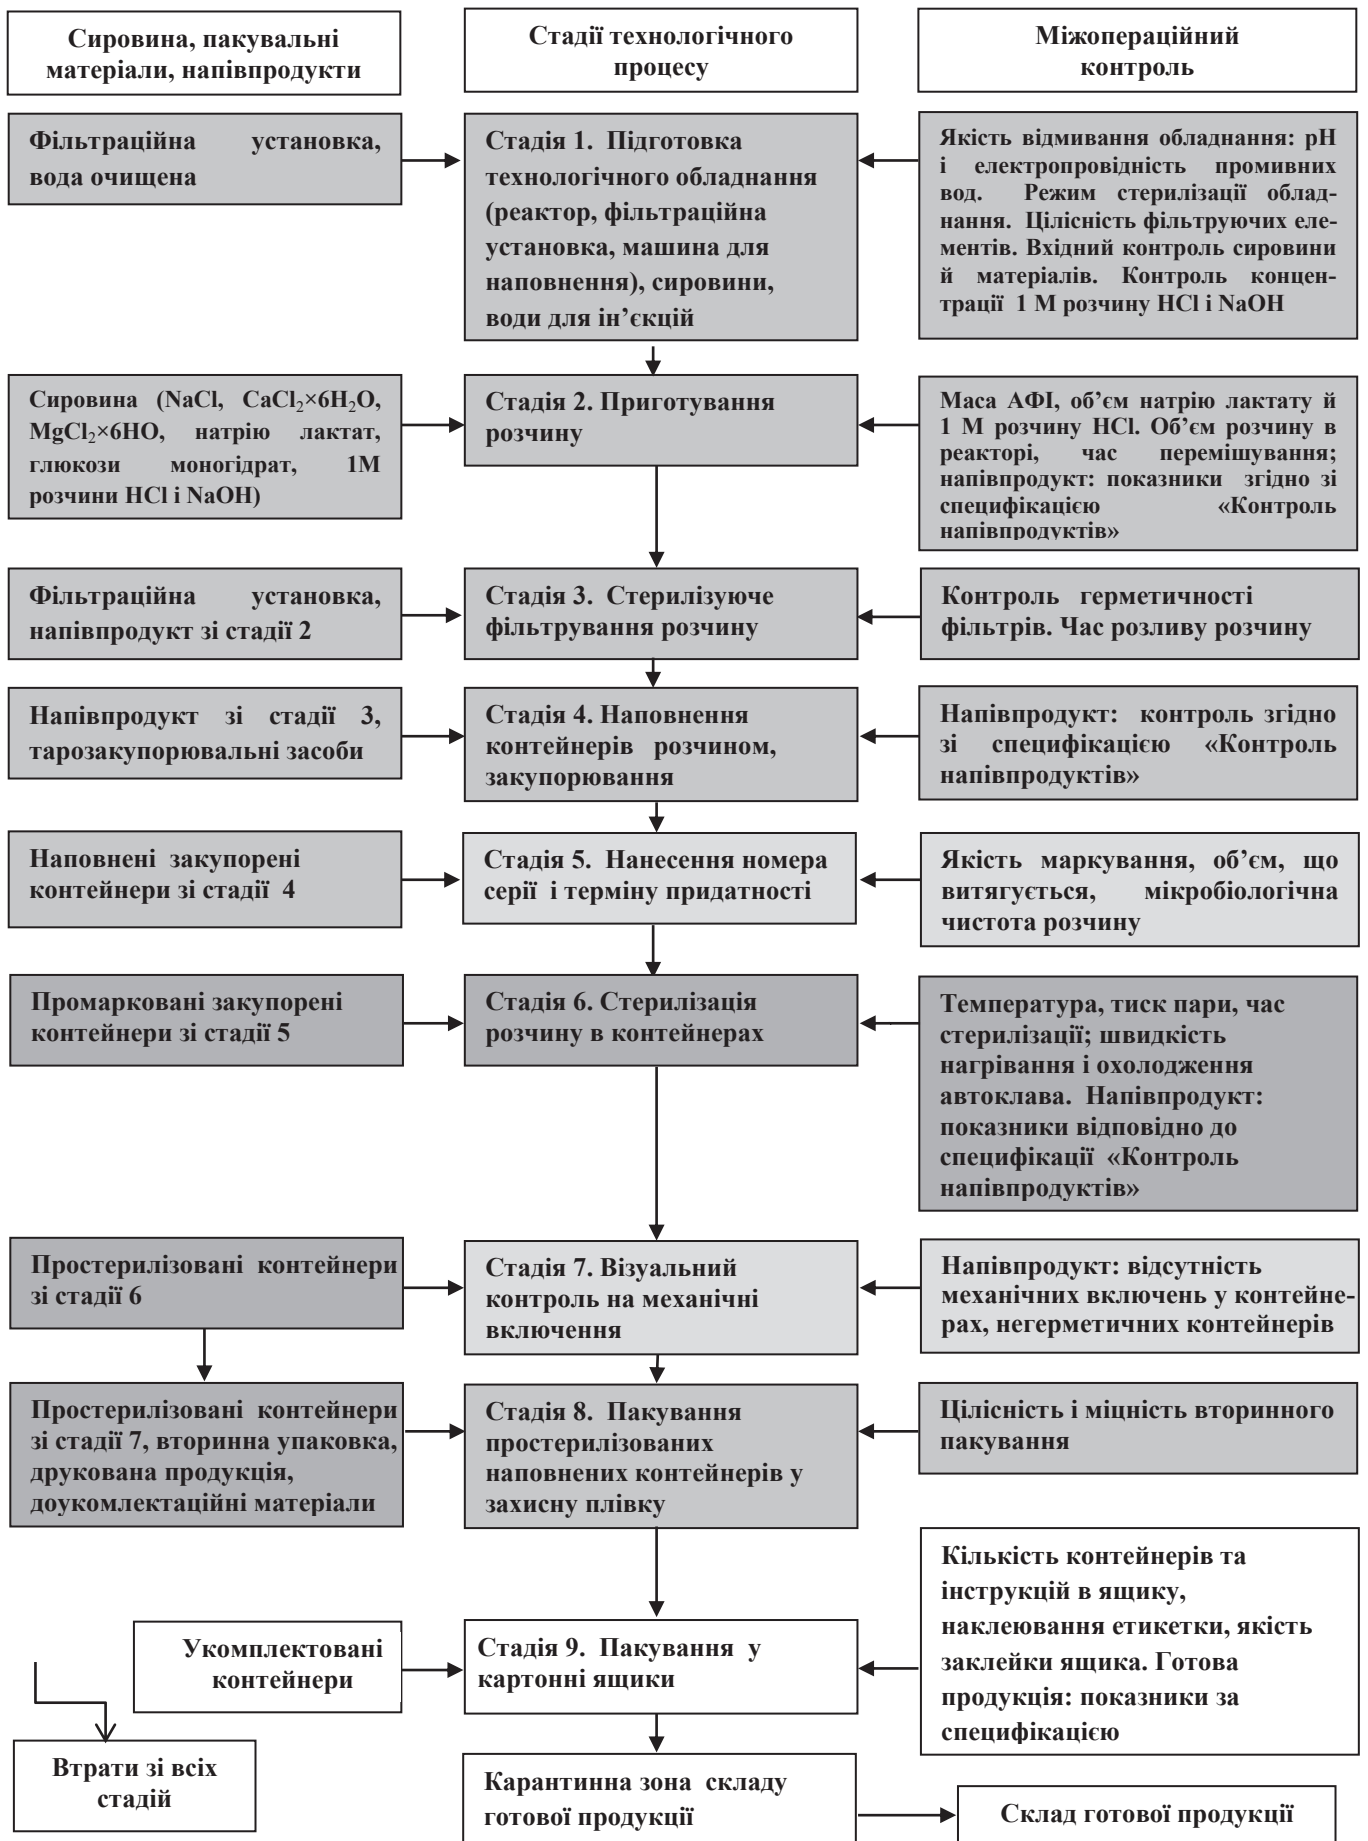 Сировина, пакувальні
матеріали, напівпродукти
Стадії технологічного
процесу
Міжопераційний
контроль
Фільтраційна установка,
вода очищена
Стадія 1. Підготовка
технологічного обладнання
(реактор, фільтраційна
установка, машина для
наповнення), сировини,
води для ін’єкцій
Якість відмивання обладнання: pH
і електропровідність промивних
вод. Режим стерилізації облад-
нання. Цілісність фільтруючих еле-
ментів. Вхідний контроль сировини
й матеріалів. Контроль концен-
трації 1 М розчину HCl і NaOH
Сировина (NaCl, CaCl₂×6H₂O,
MgCl₂×6HO, натрію лактат,
глюкози моногідрат, 1М
розчини HCl і NaOH)
Стадія 2. Приготування
розчину
Маса АФІ, об’єм натрію лактату й
1 М розчину HCl. Об’єм розчину в
реакторі, час перемішування;
напівпродукт: показники згідно зі
специфікацією «Контроль
напівпродуктів»
Фільтраційна установка,
напівпродукт зі стадії 2
Стадія 3. Стерилізуюче
фільтрування розчину
Контроль герметичності
фільтрів. Час розливу розчину
Напівпродукт зі стадії 3,
тарозакупорювальні засоби
Стадія 4. Наповнення
контейнерів розчином,
закупорювання
Напівпродукт: контроль згідно
зі специфікацією «Контроль
напівпродуктів»
Наповнені закупорені
контейнери зі стадії 4
Стадія 5. Нанесення номера
серії і терміну придатності
Якість маркування, об’єм, що
витягується, мікробіологічна
чистота розчину
Промарковані закупорені
контейнери зі стадії 5
Стадія 6. Стерилізація
розчину в контейнерах
Температура, тиск пари, час
стерилізації; швидкість
нагрівання і охолодження
автоклава. Напівпродукт:
показники відповідно до
специфікації «Контроль
напівпродуктів»
Простерилізовані контейнери
зі стадії 6
Стадія 7. Візуальний
контроль на механічні
включення
Напівпродукт: відсутність
механічних включень у контейне-
рах, негерметичних контейнерів
Простерилізовані контейнери
зі стадії 7, вторинна упаковка,
друкована продукція,
доукомлектаційні матеріали
Стадія 8. Пакування
простерилізованих
наповнених контейнерів у
захисну плівку
Цілісність і міцність вторинного
пакування
Укомплектовані
контейнери
Стадія 9. Пакування у
картонні ящики
Кількість контейнерів та
інструкцій в ящику,
наклеювання етикетки, якість
заклейки ящика. Готова
продукція: показники за
специфікацією
Втрати зі всіх
стадій
Карантинна зона складу
готової продукції
Склад готової продукції